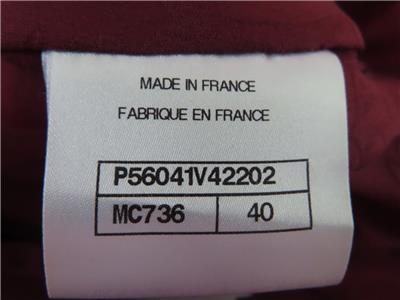 MADE IN FRANCE
FABRIQUE EN FRANCE
P56041V42202
MC736 40